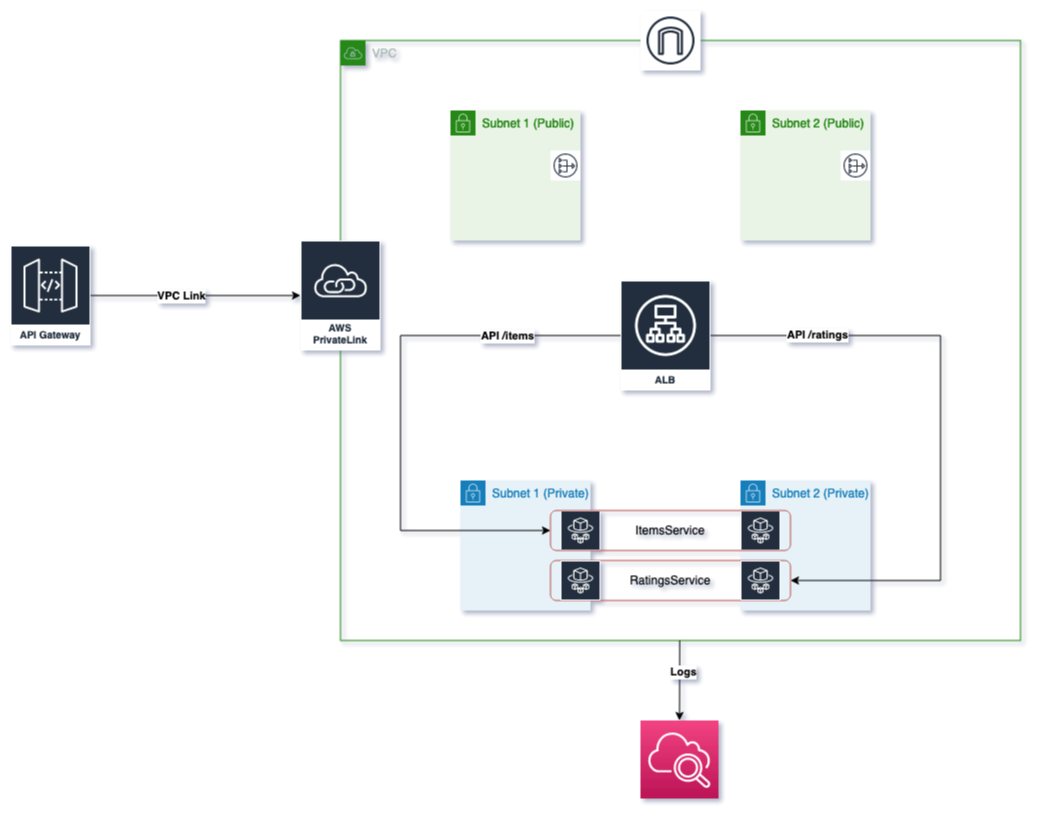 VPC
Subnet 1 (Public)
Subnet 2 (Public)
API Gateway
VPC Link
AWS
PrivateLink
API /items
API /ratings
ALB
Subnet 1 (Private)
Subnet 2 (Private)
ItemsService
RatingsService
Logs